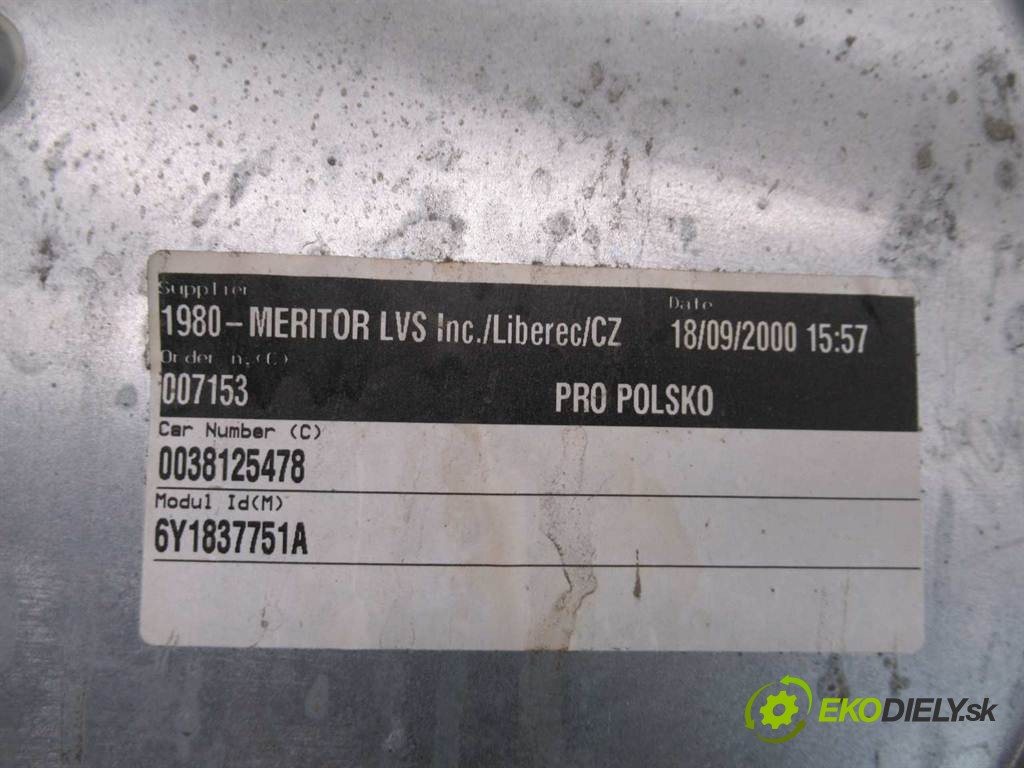 Supplier
Date
1980-MERITOR LVS Inc./Liberec/CZ 18/09/2000 15:57
Order n.(C)
007153 PRO POLSKO
Car Number (C)
0038125478
Modul Id(M)
6Y1837751A
EKODIELY.sk